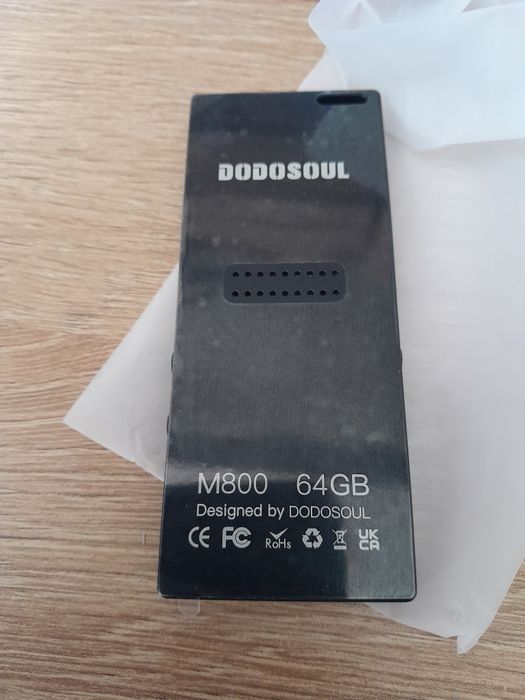 DODOSOUL
M800 64GB
Designed by DODOSOUL
CE FC RoHS UK CA